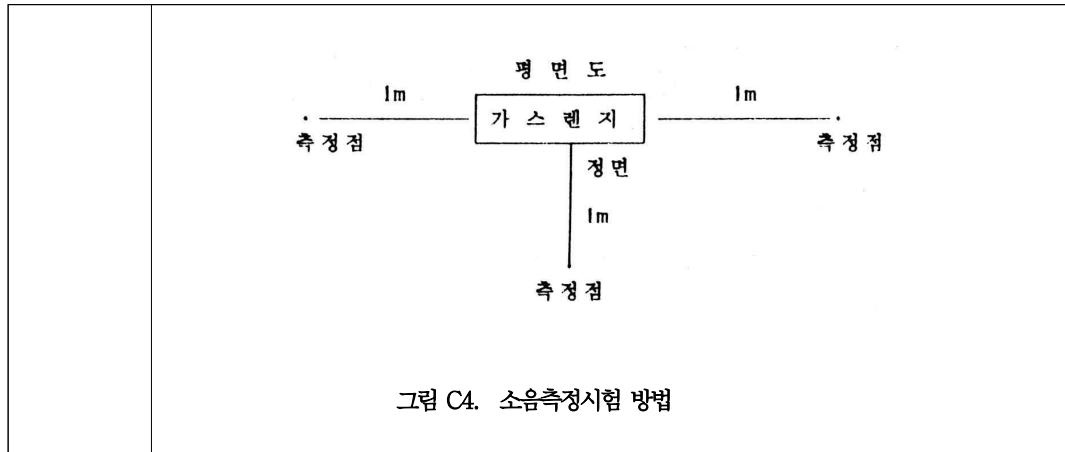 평 면 도
1m
1m
가 스 렌 지
측 정 점
측 정 점
정 면
1m
측 정 점
그림 C4. 소음측정시험 방법